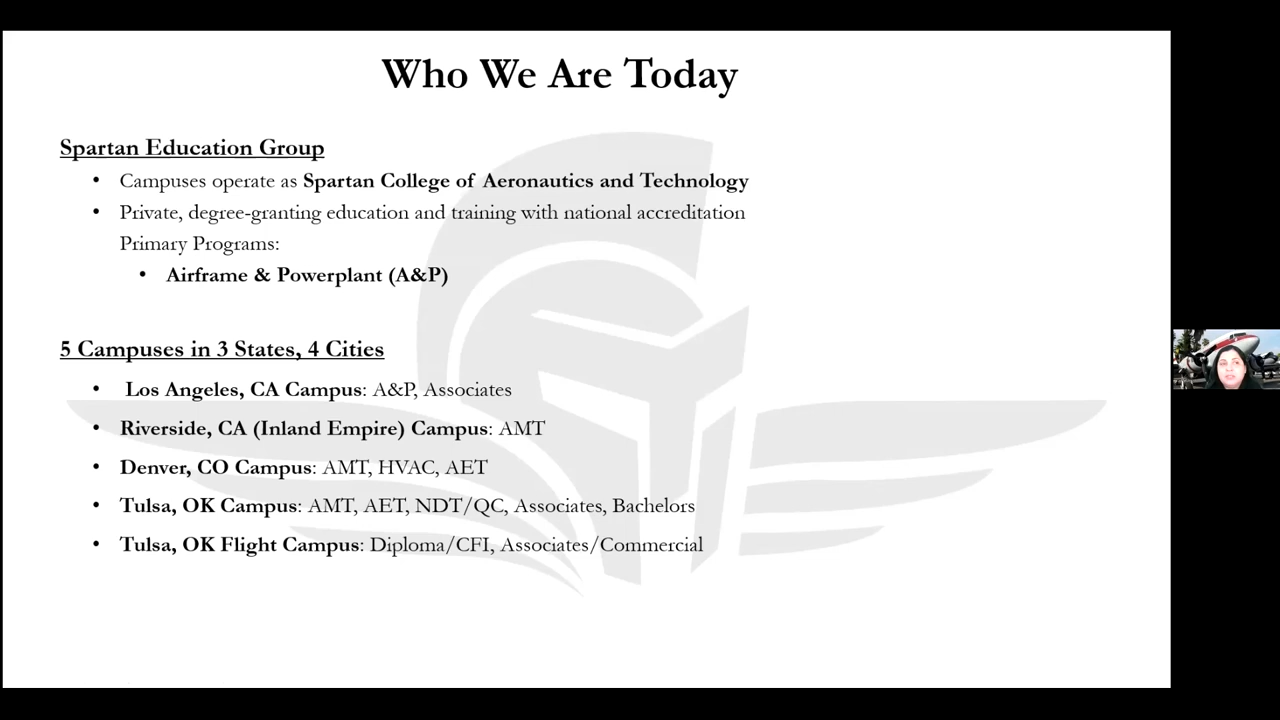 Who We Are Today
Spartan Education Group
• Campuses operate as Spartan College of Aeronautics and Technology
• Private, degree-granting education and training with national accreditation
Primary Programs:
• Airframe & Powerplant (A&P)
5 Campuses in 3 States, 4 Cities
• Los Angeles, CA Campus: A&P, Associates
• Riverside, CA (Inland Empire) Campus: AMT
• Denver, CO Campus: AMT, HVAC, AET
• Tulsa, OK Campus: AMT, AET, NDT/QC, Associates, Bachelors
• Tulsa, OK Flight Campus: Diploma/CFI, Associates/Commercial